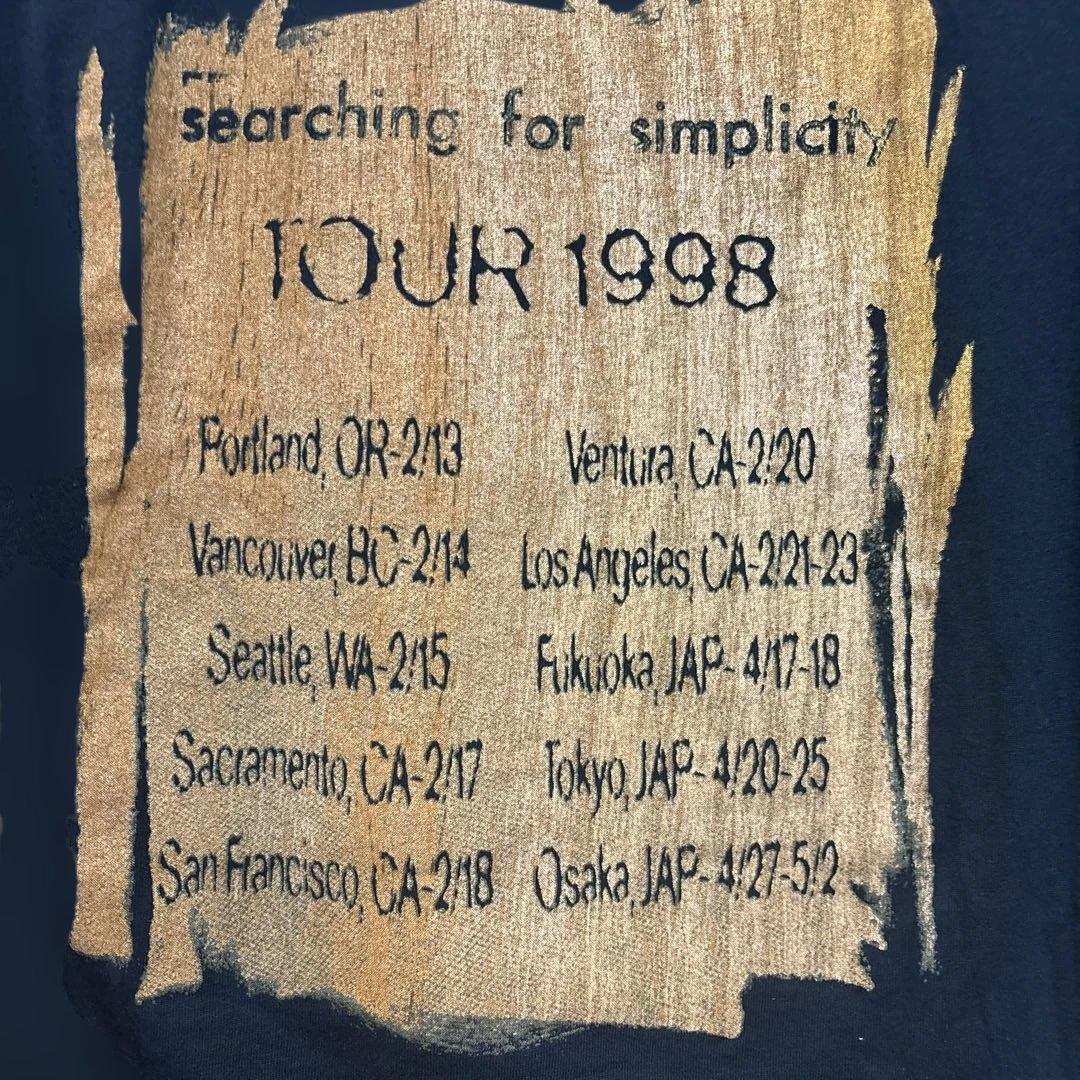 searching for simplicity
TOUR 1998
Portland, OR-2/13
Vancouver, BC-2/14
Seattle, WA-2/15
Sacramento, CA-2/17
San Francisco, CA-2/18
Ventura, CA-2/20
Los Angeles, CA-2/21-23
Fukuoka, JAP- 4/17-18
Tokyo, JAP- 4/20-25
Osaka, JAP- 4/27-5/2